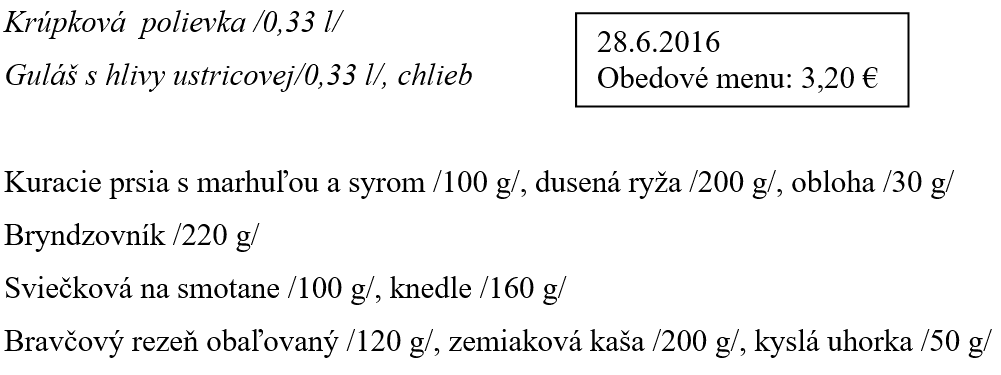 Krúpková polievka /0,33 l/
Guláš s hlivy ustricovej/0,33 l/, chlieb
28.6.2016
Obedové menu: 3,20 €
Kuracie prsia s marhuľou a syrom /100 g/, dusená ryža /200 g/, obloha /30 g/
Bryndzovník /220 g/
Sviečková na smotane /100 g/, knedle /160 g/
Bravčový rezeň obaľovaný /120 g/, zemiaková kaša /200 g/, kyslá uhorka /50 g/